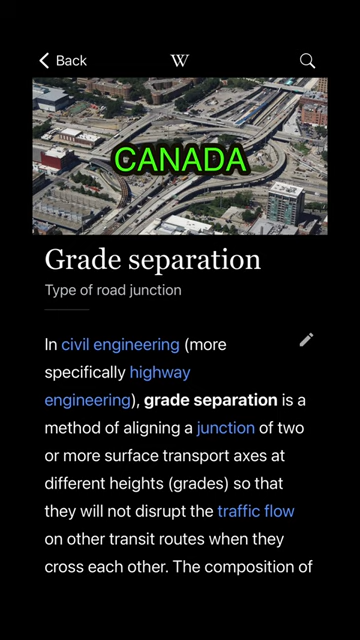 Back
W
CANADA
Grade separation
Type of road junction
In civil engineering (more
specifically highway
engineering), grade separation is a
method of aligning a junction of two
or more surface transport axes at
different heights (grades) so that
they will not disrupt the traffic flow
on other transit routes when they
cross each other. The composition of